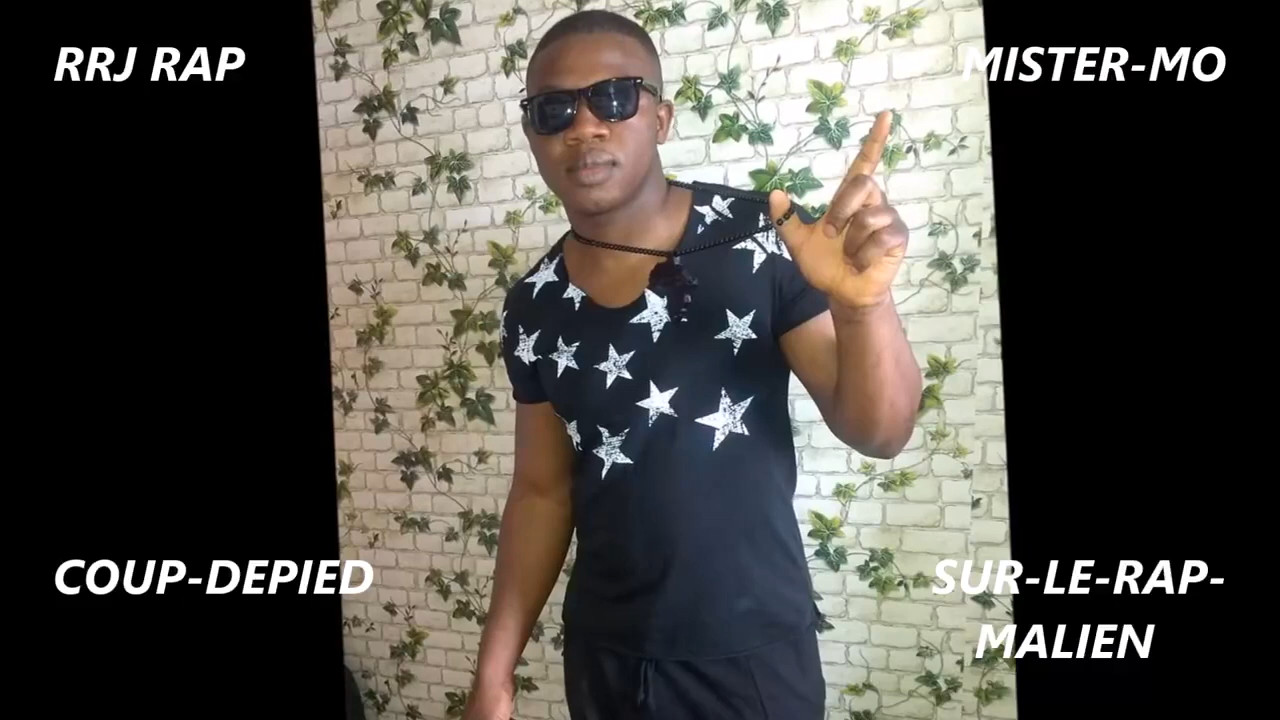 RRJ RAP
MISTER-MO
COUP-DEPIED
SUR-LE-RAP-
MALIEN